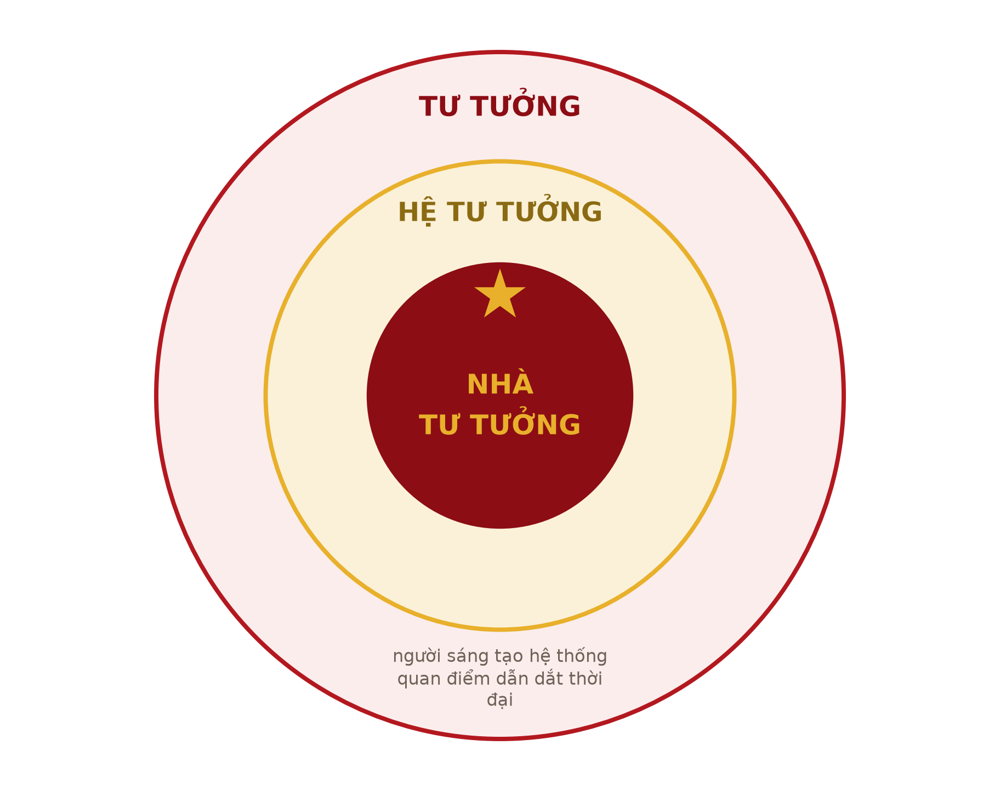 TƯ TƯỞNG
HỆ TƯ TƯỞNG
NHÀ
TƯ TƯỞNG
người sáng tạo hệ thống
quan điểm dẫn dắt thời
đại